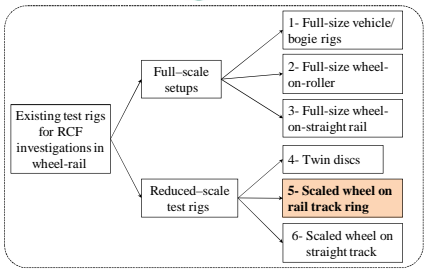 1- Full-size vehicle/
bogie rigs
Full–scale
setups
2- Full-size wheel-
on-roller
3- Full-size wheel-
on-straight rail
Existing test rigs
for RCF
investigations in
wheel-rail
4- Twin discs
Reduced–scale
test rigs
5- Scaled wheel on
rail track ring
6- Scaled wheel on
straight track